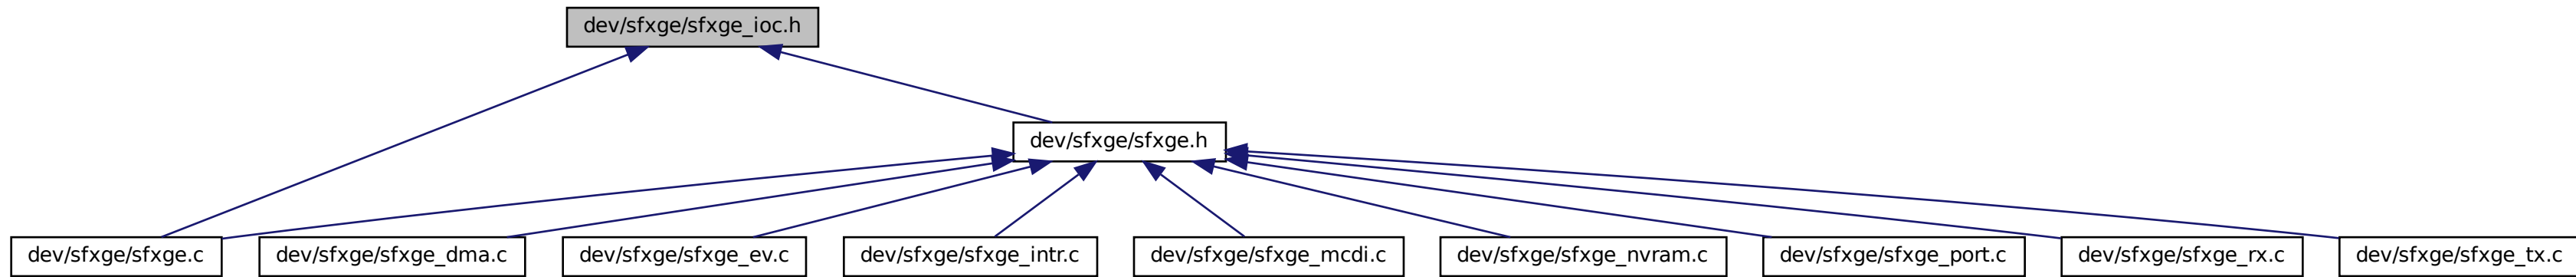 dev/sfxge/sfxge_ioc.h
dev/sfxge/sfxge.h
dev/sfxge/sfxge.c
dev/sfxge/sfxge_dma.c
dev/sfxge/sfxge_ev.c
dev/sfxge/sfxge_intr.c
dev/sfxge/sfxge_mcdi.c
dev/sfxge/sfxge_nvram.c
dev/sfxge/sfxge_port.c
dev/sfxge/sfxge_rx.c
dev/sfxge/sfxge_tx.c